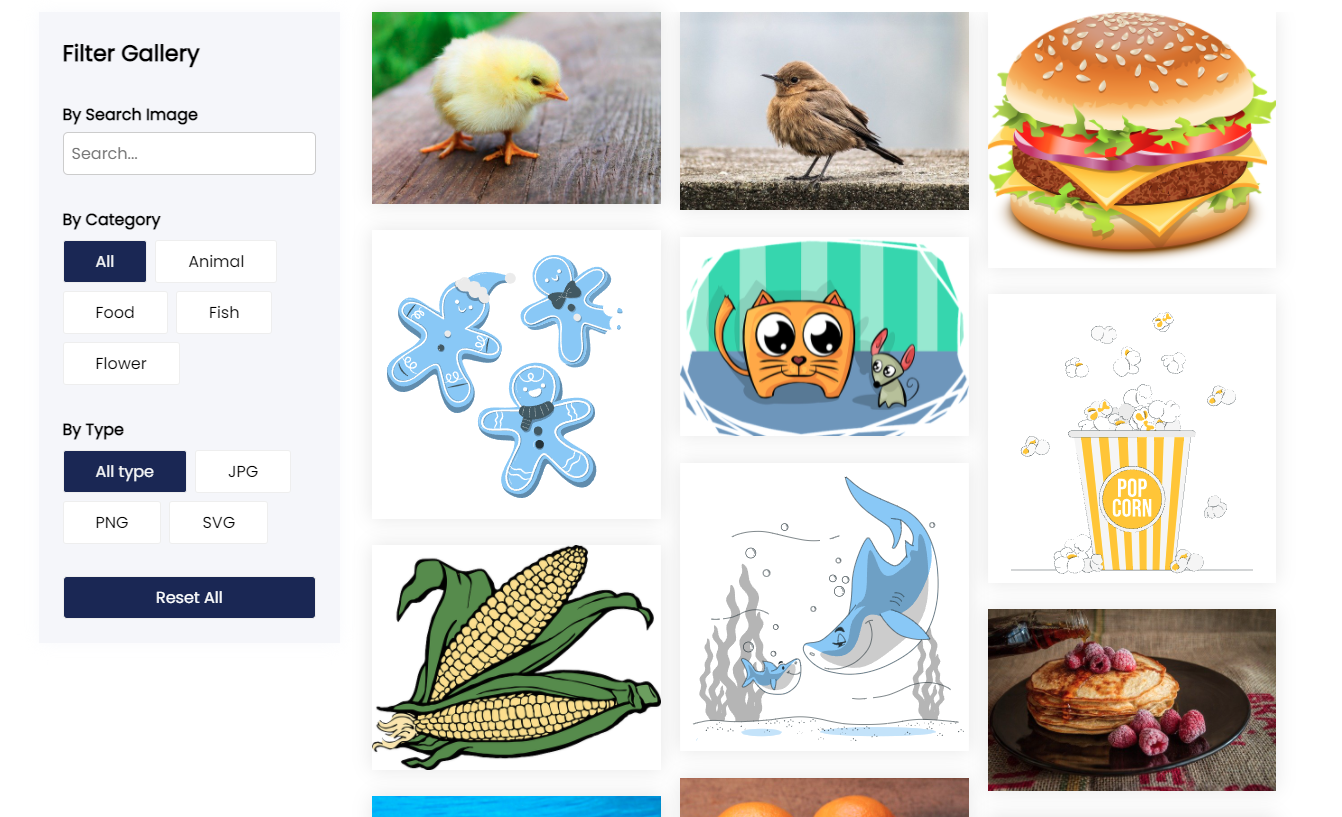 Filter Gallery
By Search Image
Search...
By Category
All
Animal
Food
Fish
Flower
By Type
All type
JPG
PNG
SVG
Reset All
POP
CORN